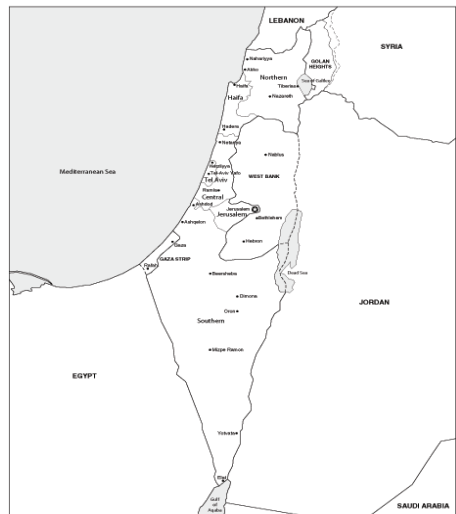 LEBANON
SYRIA
GOLAN
HEIGHTS
Nahariyya
Akko
Northern
Haifa
Haifa
Tiberias
Sea of Galilee
Nazareth
Hadera
Netanya
Mediterranean Sea
Nablus
WEST BANK
Herzliyya
Tel-Aviv Yafo
Tel Aviv
Ramla
Central
Ashdod
Jerusalem
Jerusalem
Bethlehem
Ashqelon
Hebron
Gaza
GAZA STRIP
Rafah
Dead Sea
Beersheba
Dimona
Oron
Southern
JORDAN
Mizpe Ramon
EGYPT
Yotvata
Elat
Gulf
of
Aqaba
SAUDI ARABIA